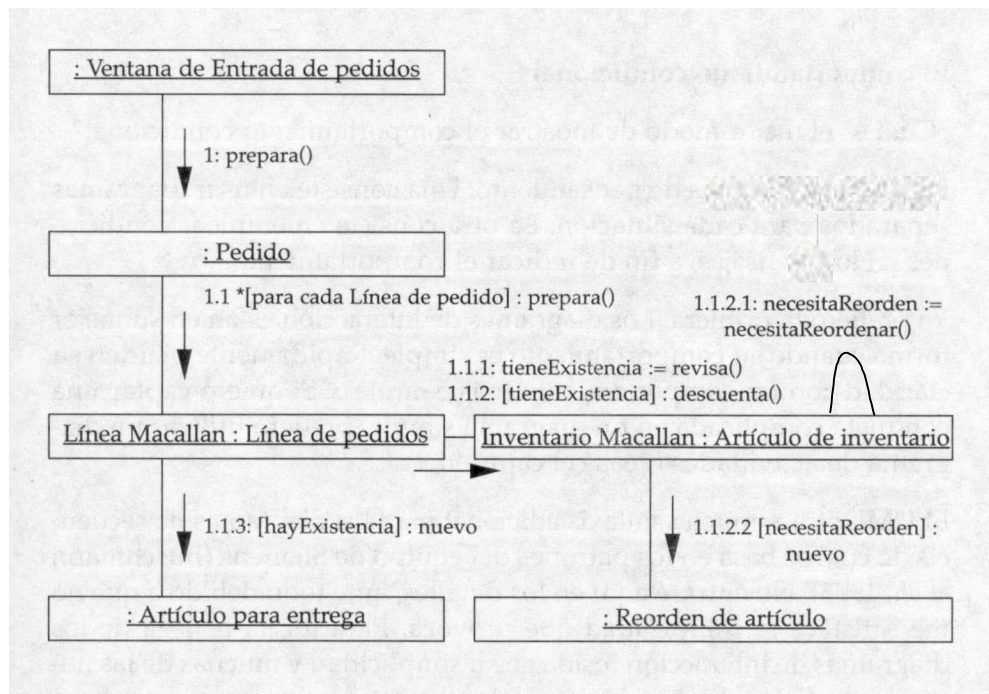 : Ventana de Entrada de pedidos
1: prepara()
: Pedido
1.1 *[para cada Línea de pedido] : prepara()
1.1.2.1: necesitaReorden :=
necesitaReordenar()
1.1.1: tieneExistencia := revisa()
1.1.2: [tieneExistencia] : descuenta()
Línea Macallan : Línea de pedidos
Inventario Macallan : Artículo de inventario
1.1.3: [hayExistencia] : nuevo
1.1.2.2 [necesitaReorden] :
nuevo
: Artículo para entrega
: Reorden de artículo